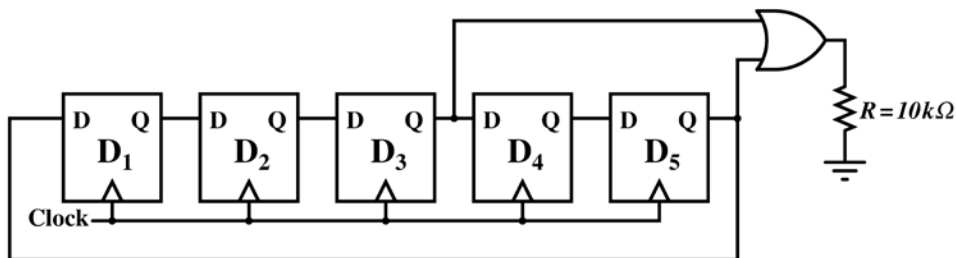 D Q D Q D Q D Q D Q
D₁ D₂ D₃ D₄ D₅
R=10kΩ
Clock